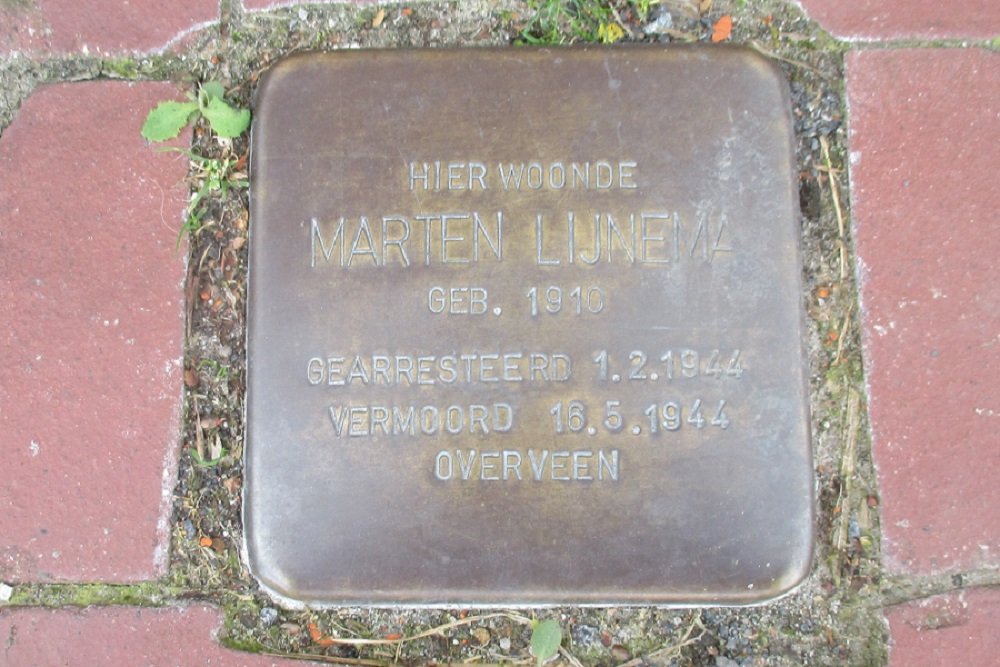 HIER WOONDE
MARTEN LIJNEMA
GEB. 1910
GEARRESTEERD 1.2.1944
VERMOORD 16.5.1944
OVERVEEN